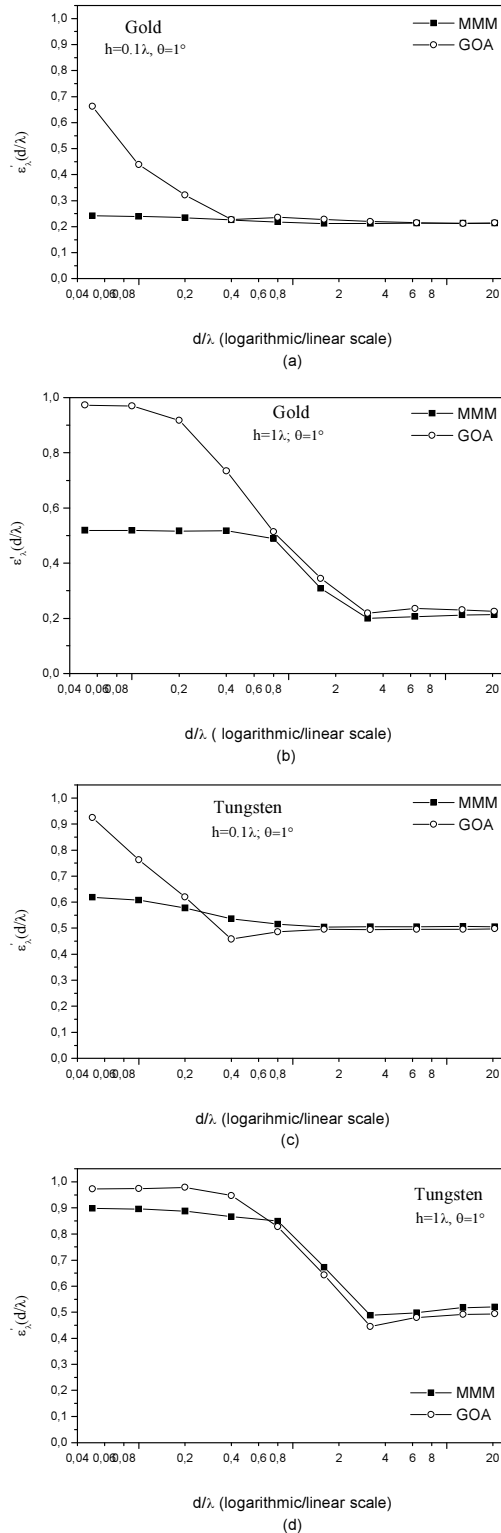 Gold
h=0.1λ, θ=1°
MMM
GOA
1,0
0,9
0,8
0,7
0,6
0,5
0,4
0,3
0,2
0,1
0,0
ε'λ(d/λ)
0,04 0,06 0,08 0,2 0,4 0,6 0,8 2 4 6 8 20
d/λ (logarithmic/linear scale)
(a)
Gold
h=1λ; θ=1°
MMM
GOA
1,0
0,8
0,6
0,4
0,2
0,0
ε'λ(d/λ)
0,04 0,06 0,08 0,2 0,4 0,6 0,8 2 4 6 8 20
d/λ ( logarithmic/linear scale)
(b)
Tungsten
h=0.1λ; θ=1°
MMM
GOA
1,0
0,9
0,8
0,7
0,6
0,5
0,4
0,3
0,2
0,1
0,0
ε'λ(d/λ)
0,04 0,06 0,08 0,2 0,4 0,6 0,8 2 4 6 8 20
d/λ (logarihmic/linear scale)
(c)
Tungsten
h=1λ, θ=1°
1,0
0,9
0,8
0,7
0,6
0,5
0,4
0,3
0,2
0,1
0,0
ε'λ(d/λ)
MMM
GOA
0,04 0,06 0,08 0,2 0,4 0,6 0,8 2 4 6 8 20
d/λ (logarithmic/linear scale)
(d)